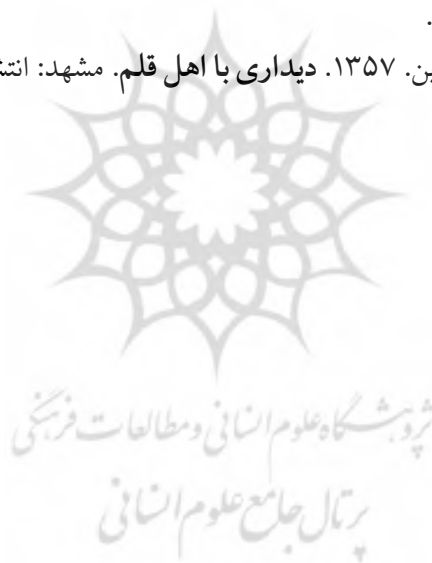 .
ین. ۱۳۵۷. دیداری با اهل قلم. مشهد: انتش
پژوهشگاه علوم انسانی و مطالعات فرهنگی
پرتال جامع علوم انسانی